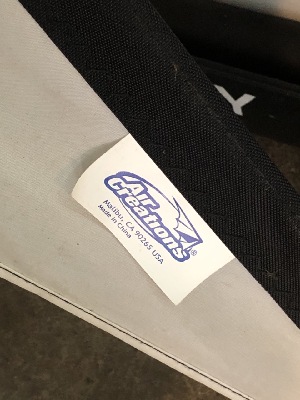 Air
Creations®
Malibu, CA 90265 USA
Made in China